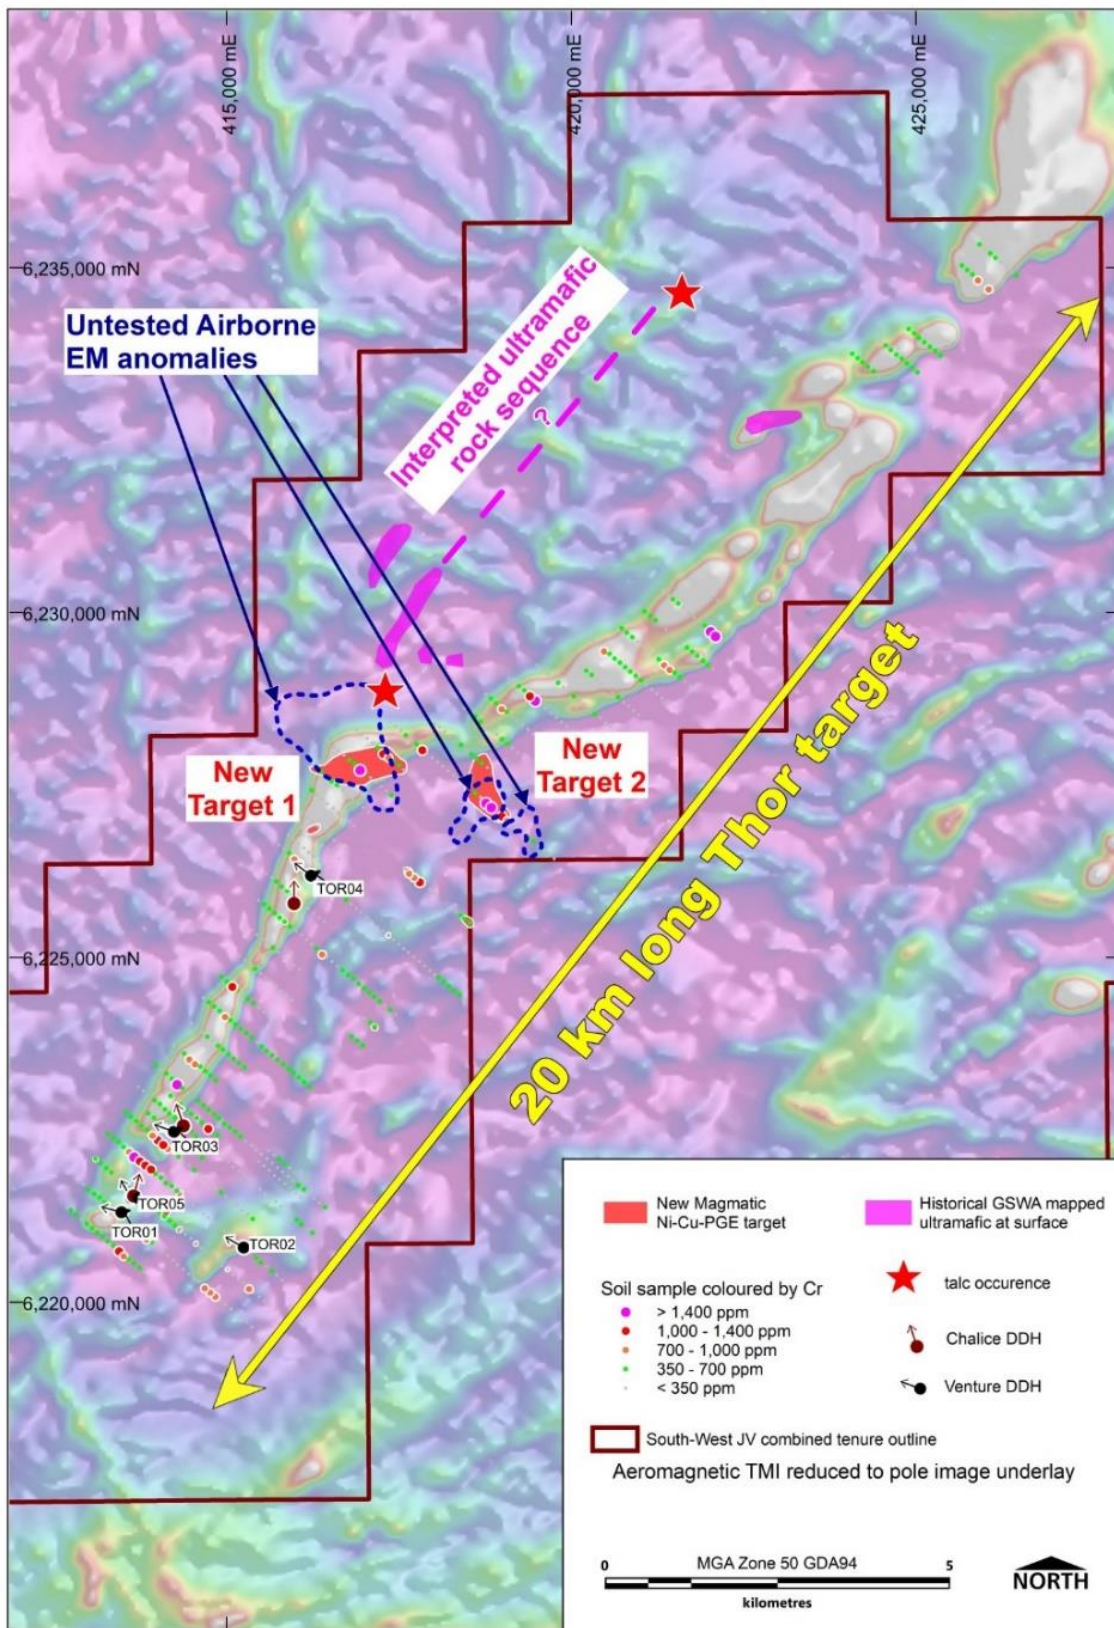 415,000 mE
420,000 mE
425,000 mE
6,235,000 mN
Untested Airborne
EM anomalies
Interpreted ultramafic
rock sequence
?
6,230,000 mN
New
Target 1
New
Target 2
TOR04
6,225,000 mN
20 km long Thor target
TOR03
TOR05
TOR01
TOR02
6,220,000 mN
New Magmatic
Ni-Cu-PGE target
Historical GSWA mapped
ultramafic at surface
Soil sample coloured by Cr
> 1,400 ppm
1,000 - 1,400 ppm
700 - 1,000 ppm
350 - 700 ppm
< 350 ppm
talc occurence
Chalice DDH
Venture DDH
South-West JV combined tenure outline
Aeromagnetic TMI reduced to pole image underlay
0 MGA Zone 50 GDA94 5
kilometres
NORTH